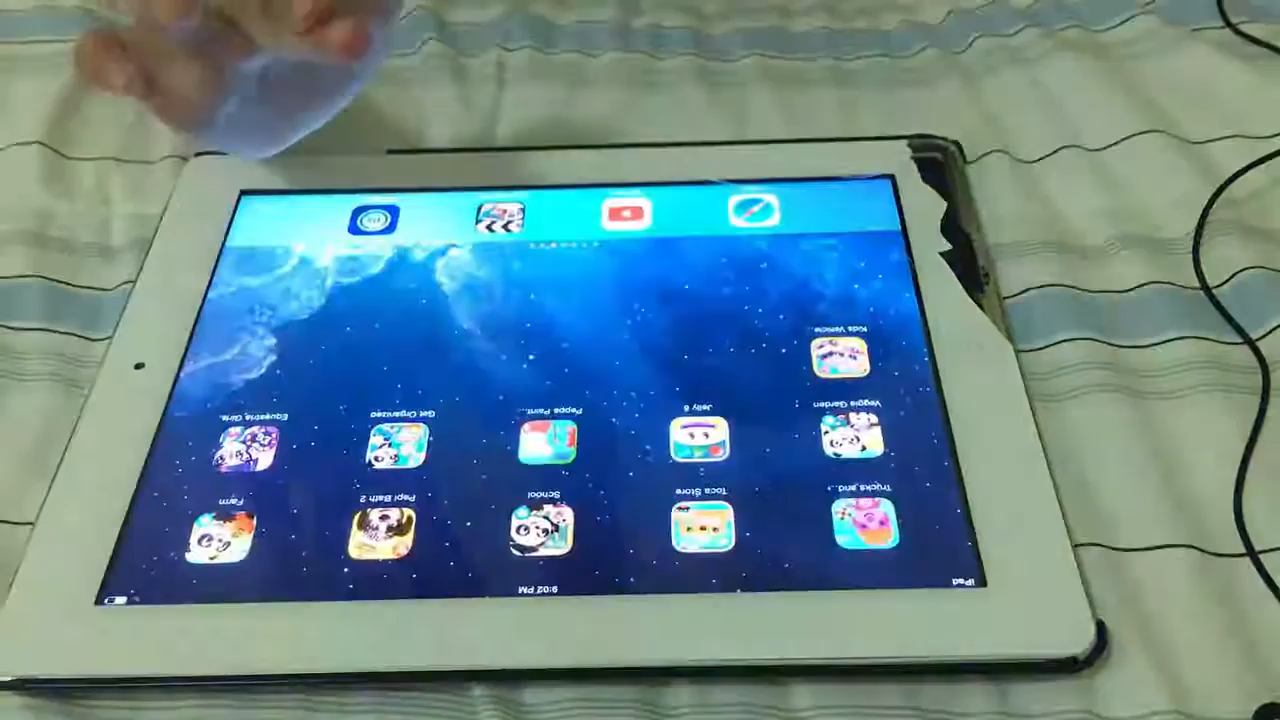 iPad
9:02 PM
Trucks and...
Toca Store
School
Pepi Bath 2
Farm
Veggie Garden
Jelly 6
Peppa Paint...
Get Organized
Equestria Girls
Kids Vehicle...